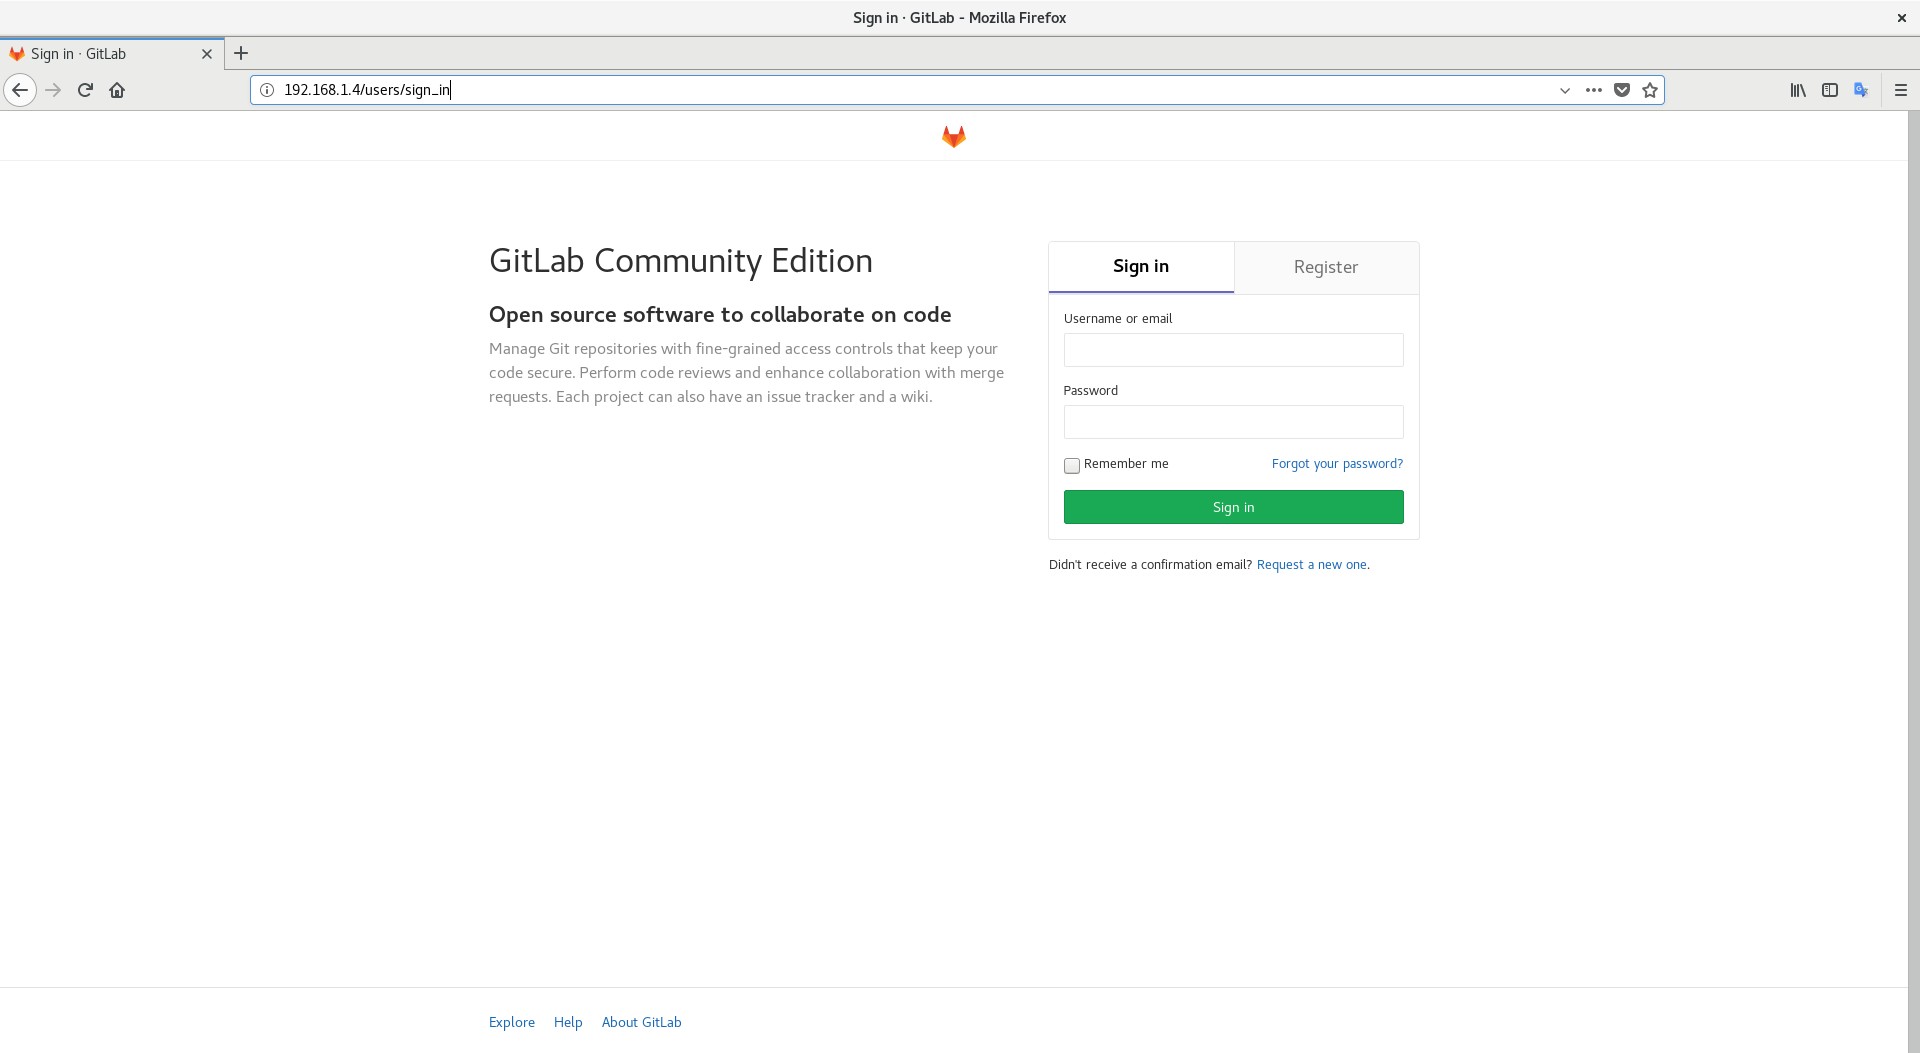 Sign in · GitLab - Mozilla Firefox
Sign in · GitLab
192.168.1.4/users/sign_in
GitLab Community Edition
Open source software to collaborate on code
Manage Git repositories with fine-grained access controls that keep your
code secure. Perform code reviews and enhance collaboration with merge
requests. Each project can also have an issue tracker and a wiki.
Sign in
Register
Username or email
Password
Remember me
Forgot your password?
Sign in
Didn't receive a confirmation email? Request a new one.
Explore
Help
About GitLab